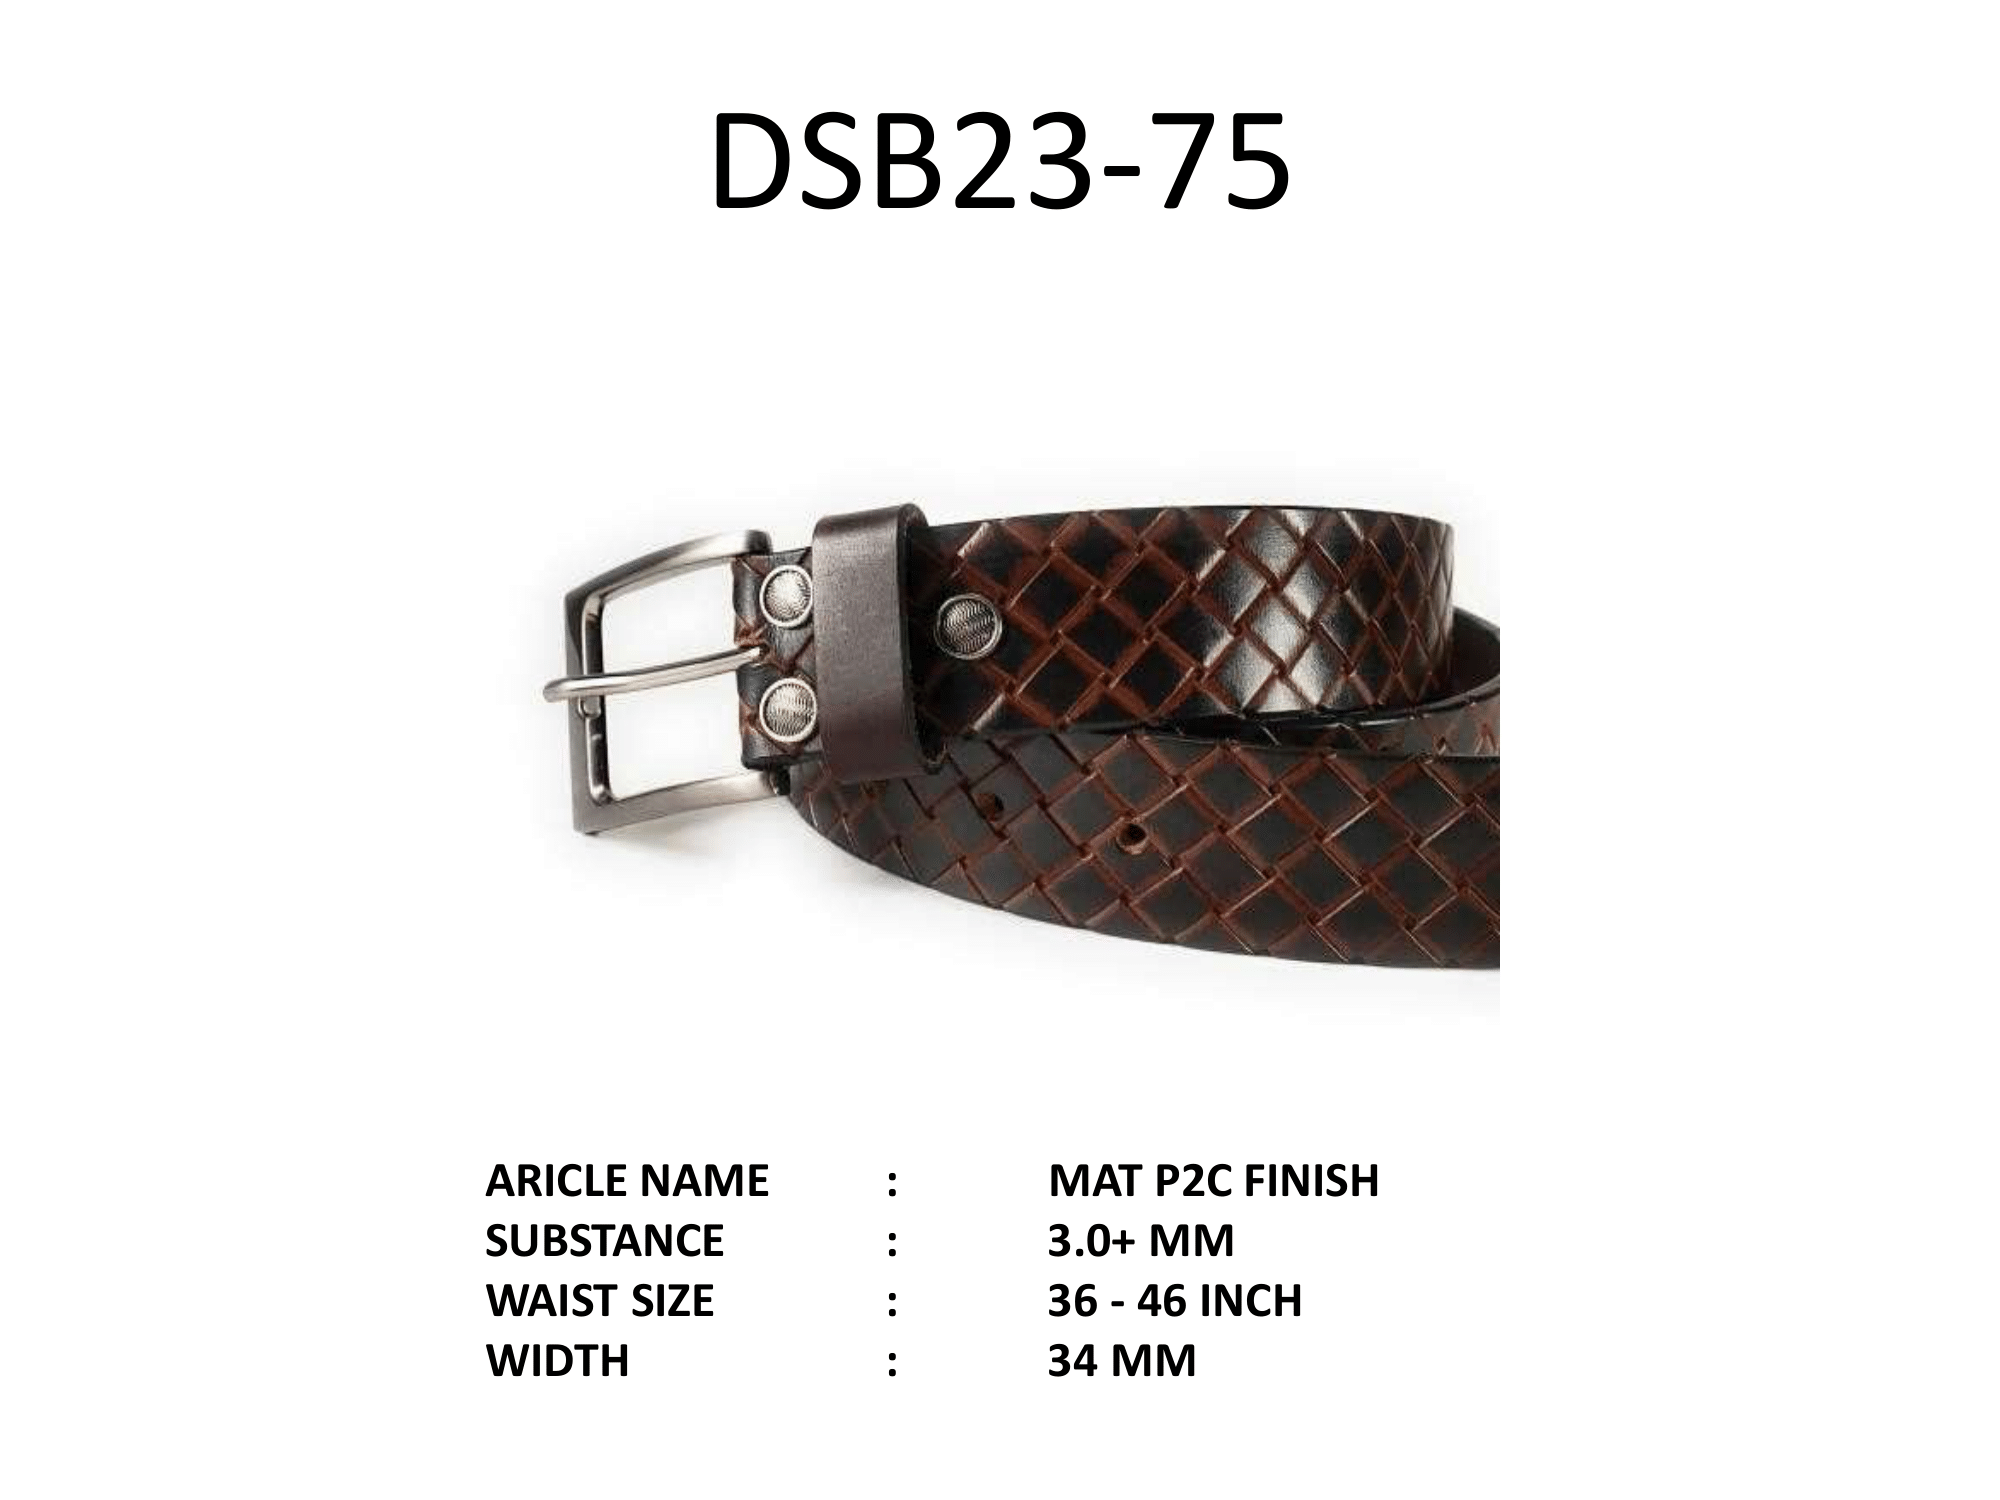 DSB23-75
ARICLE NAME : MAT P2C FINISH
SUBSTANCE : 3.0+ MM
WAIST SIZE : 36 - 46 INCH
WIDTH : 34 MM